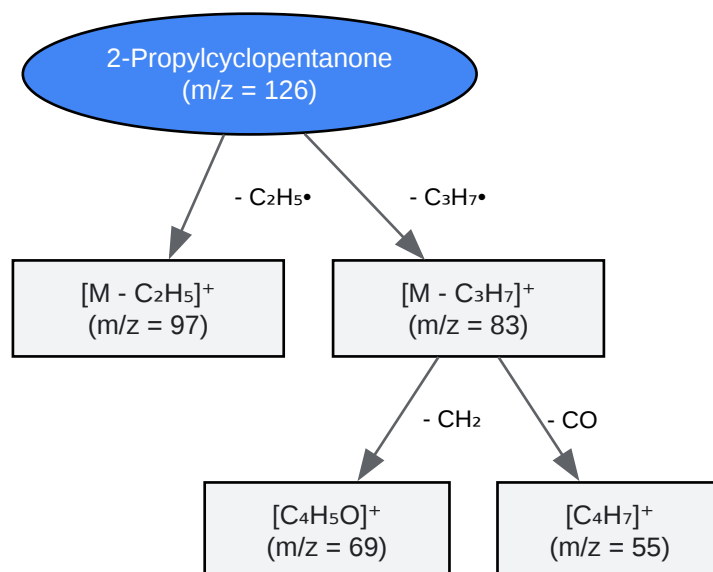 2-Propylcyclopentanone
(m/z = 126)
- C₂H₅•
- C₃H₇•
[M - C₂H₅]⁺
(m/z = 97)
[M - C₃H₇]⁺
(m/z = 83)
- CH₂
- CO
[C₄H₅O]⁺
(m/z = 69)
[C₄H₇]⁺
(m/z = 55)